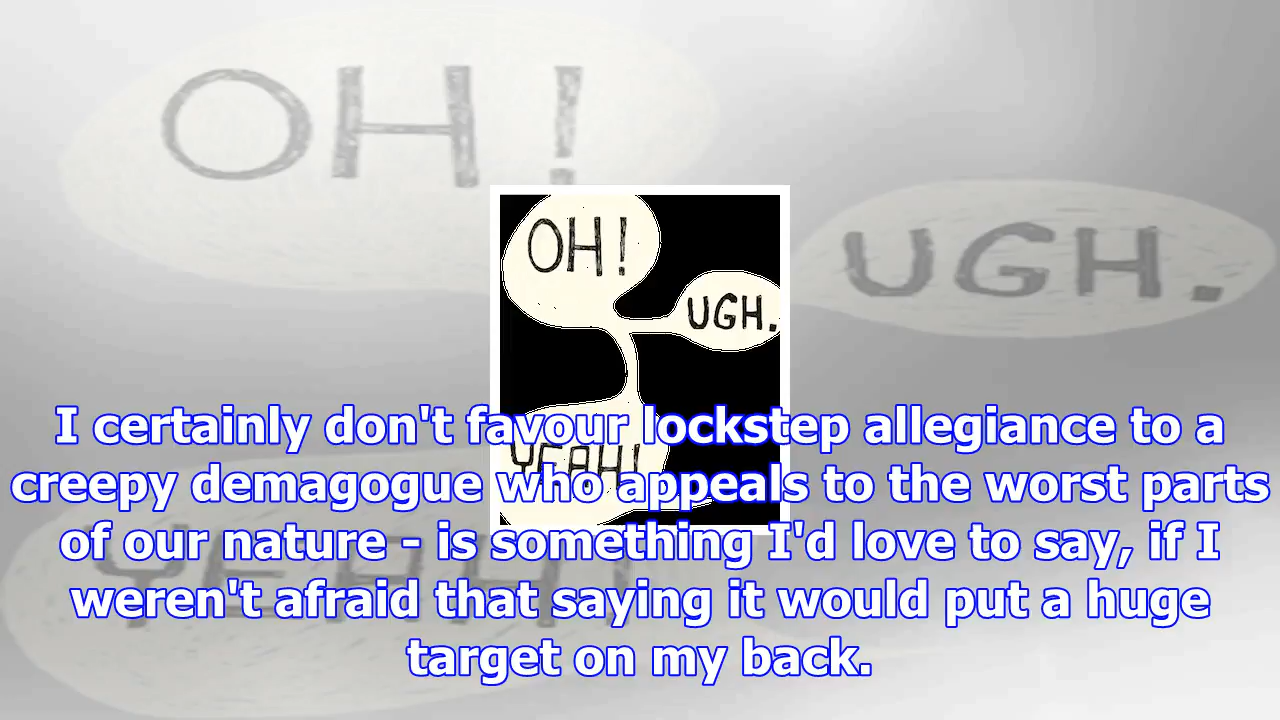 OH!
UGH.
OH!
UGH.
YEAH!
YEAH!
I certainly don't favour lockstep allegiance to a
creepy demagogue who appeals to the worst parts
of our nature - is something I'd love to say, if I
weren't afraid that saying it would put a huge
target on my back.